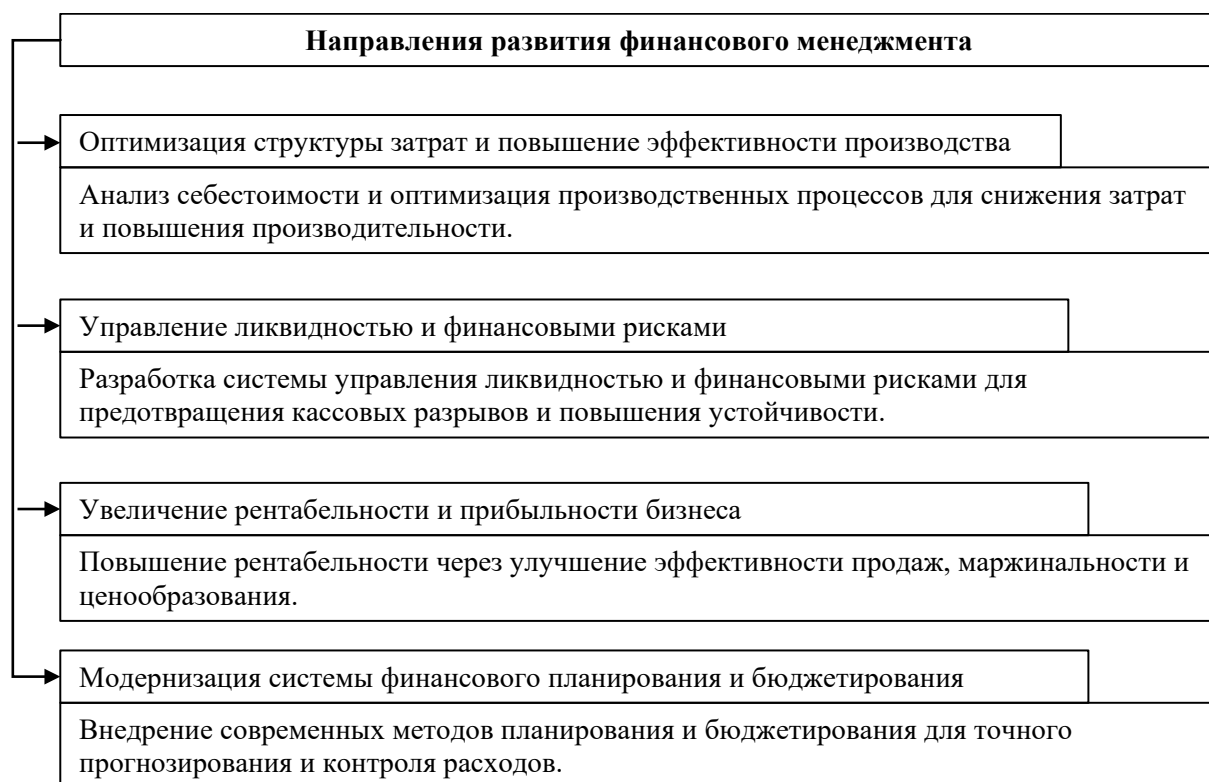 Направления развития финансового менеджмента
Оптимизация структуры затрат и повышение эффективности производства
Анализ себестоимости и оптимизация производственных процессов для снижения затрат
и повышения производительности.
Управление ликвидностью и финансовыми рисками
Разработка системы управления ликвидностью и финансовыми рисками для
предотвращения кассовых разрывов и повышения устойчивости.
Увеличение рентабельности и прибыльности бизнеса
Повышение рентабельности через улучшение эффективности продаж, маржинальности и
ценообразования.
Модернизация системы финансового планирования и бюджетирования
Внедрение современных методов планирования и бюджетирования для точного
прогнозирования и контроля расходов.